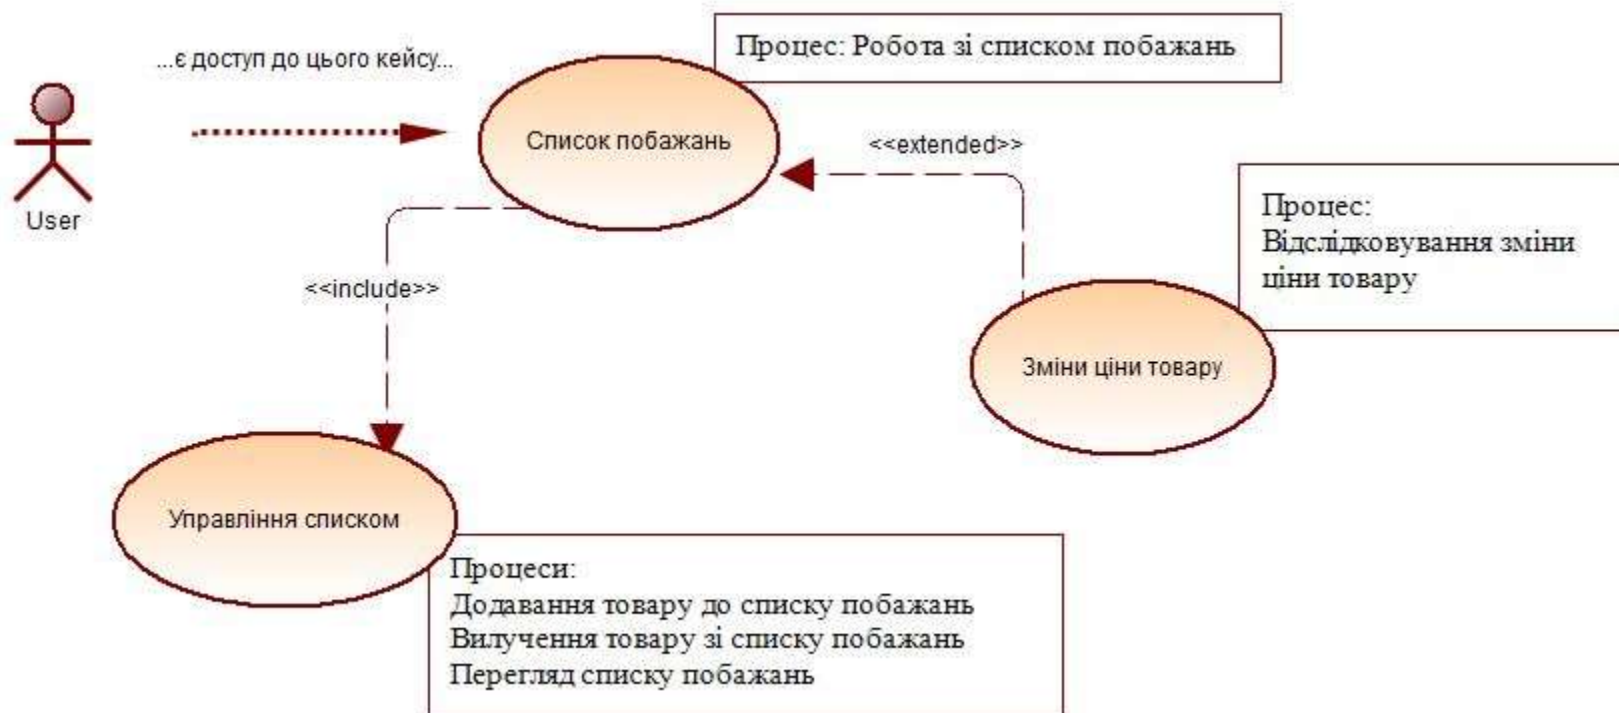 Процес: Робота зі списком побажань
...є доступ до цього кейсу...
Список побажань
<<extended>>
User
Процес:
Відслідковування зміни
ціни товару
<<include>>
Зміни ціни товару
Управління списком
Процеси:
Додавання товару до списку побажань
Вилучення товару зі списку побажань
Перегляд списку побажань